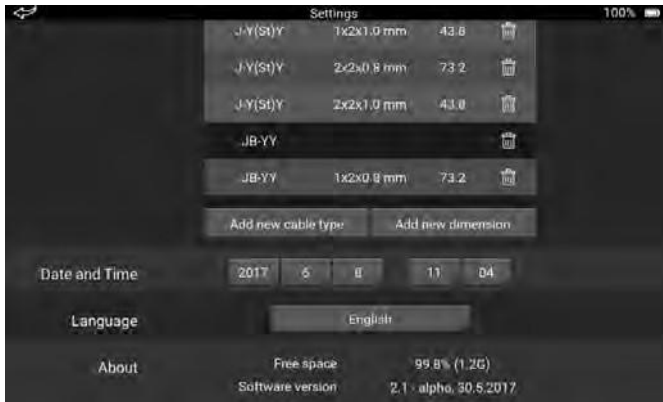 Settings 100%
J-Y(St)Y 1x2x1.0 mm 43.8
J-Y(St)Y 2x2x0.8 mm 73.2
J-Y(St)Y 2x2x1.0 mm 43.8
JB-YY
JB-YY 1x2x0.8 mm 73.2
Add new cable type Add new dimension
Date and Time 2017 6 8 11 04
Language English
About Free space 99.8% (1.2G)
Software version 2.1 - alpha, 30.5.2017